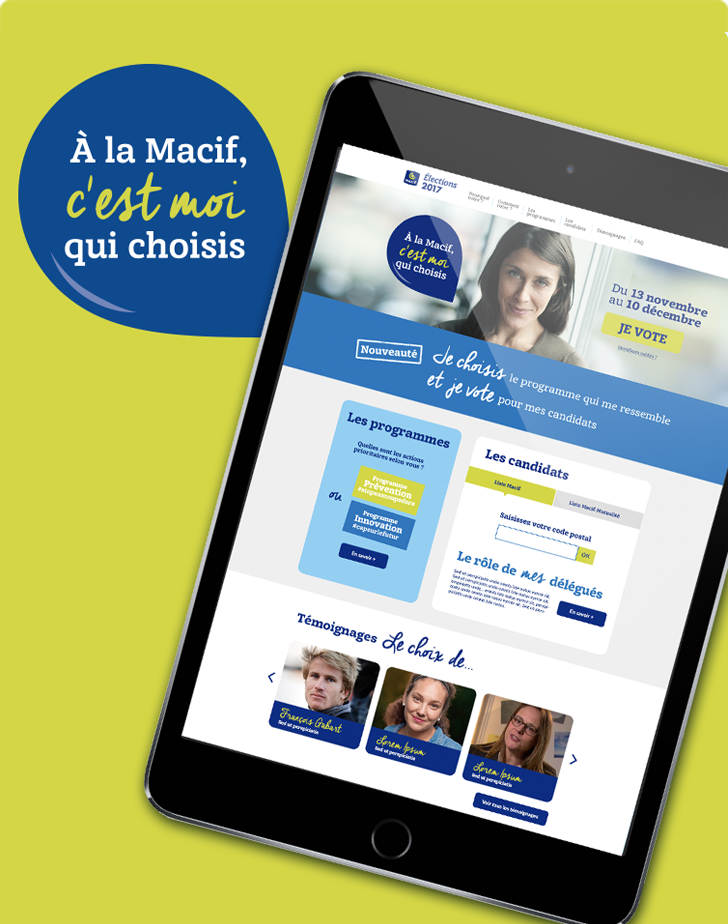 À la Macif,
c'est moi
qui choisis
Élections
2017
Pourquoi
voter ?
Comment
voter ?
Les
programmes
Les
candidats
Témoignages
FAQ
À la Macif,
c'est moi
qui choisis
Du 13 novembre
au 10 décembre
JE VOTE
Nouveauté
Je choisis le programme qui me ressemble
et je vote pour mes candidats
Les programmes
Quelles sont les actions
prioritaires selon vous ?
Programme
Prévention
ou
Programme
Innovation
#capsurlefutur
En savoir +
Les candidats
Liste Macif
Liste Macif-Mutualité
Saisissez votre code postal
OK
Le rôle de mes délégués
En savoir +
Témoignages Le choix de...
François Gabart
Sed ut perspiciatis
Lorem Ipsum
Sed ut perspiciatis
Lorem Ipsum
Sed ut perspiciatis
Voir tous les témoignages